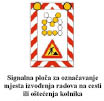 Signalna ploča za označavanje
mjesta izvođenja radova na cesti
ili oštećenja kolnika